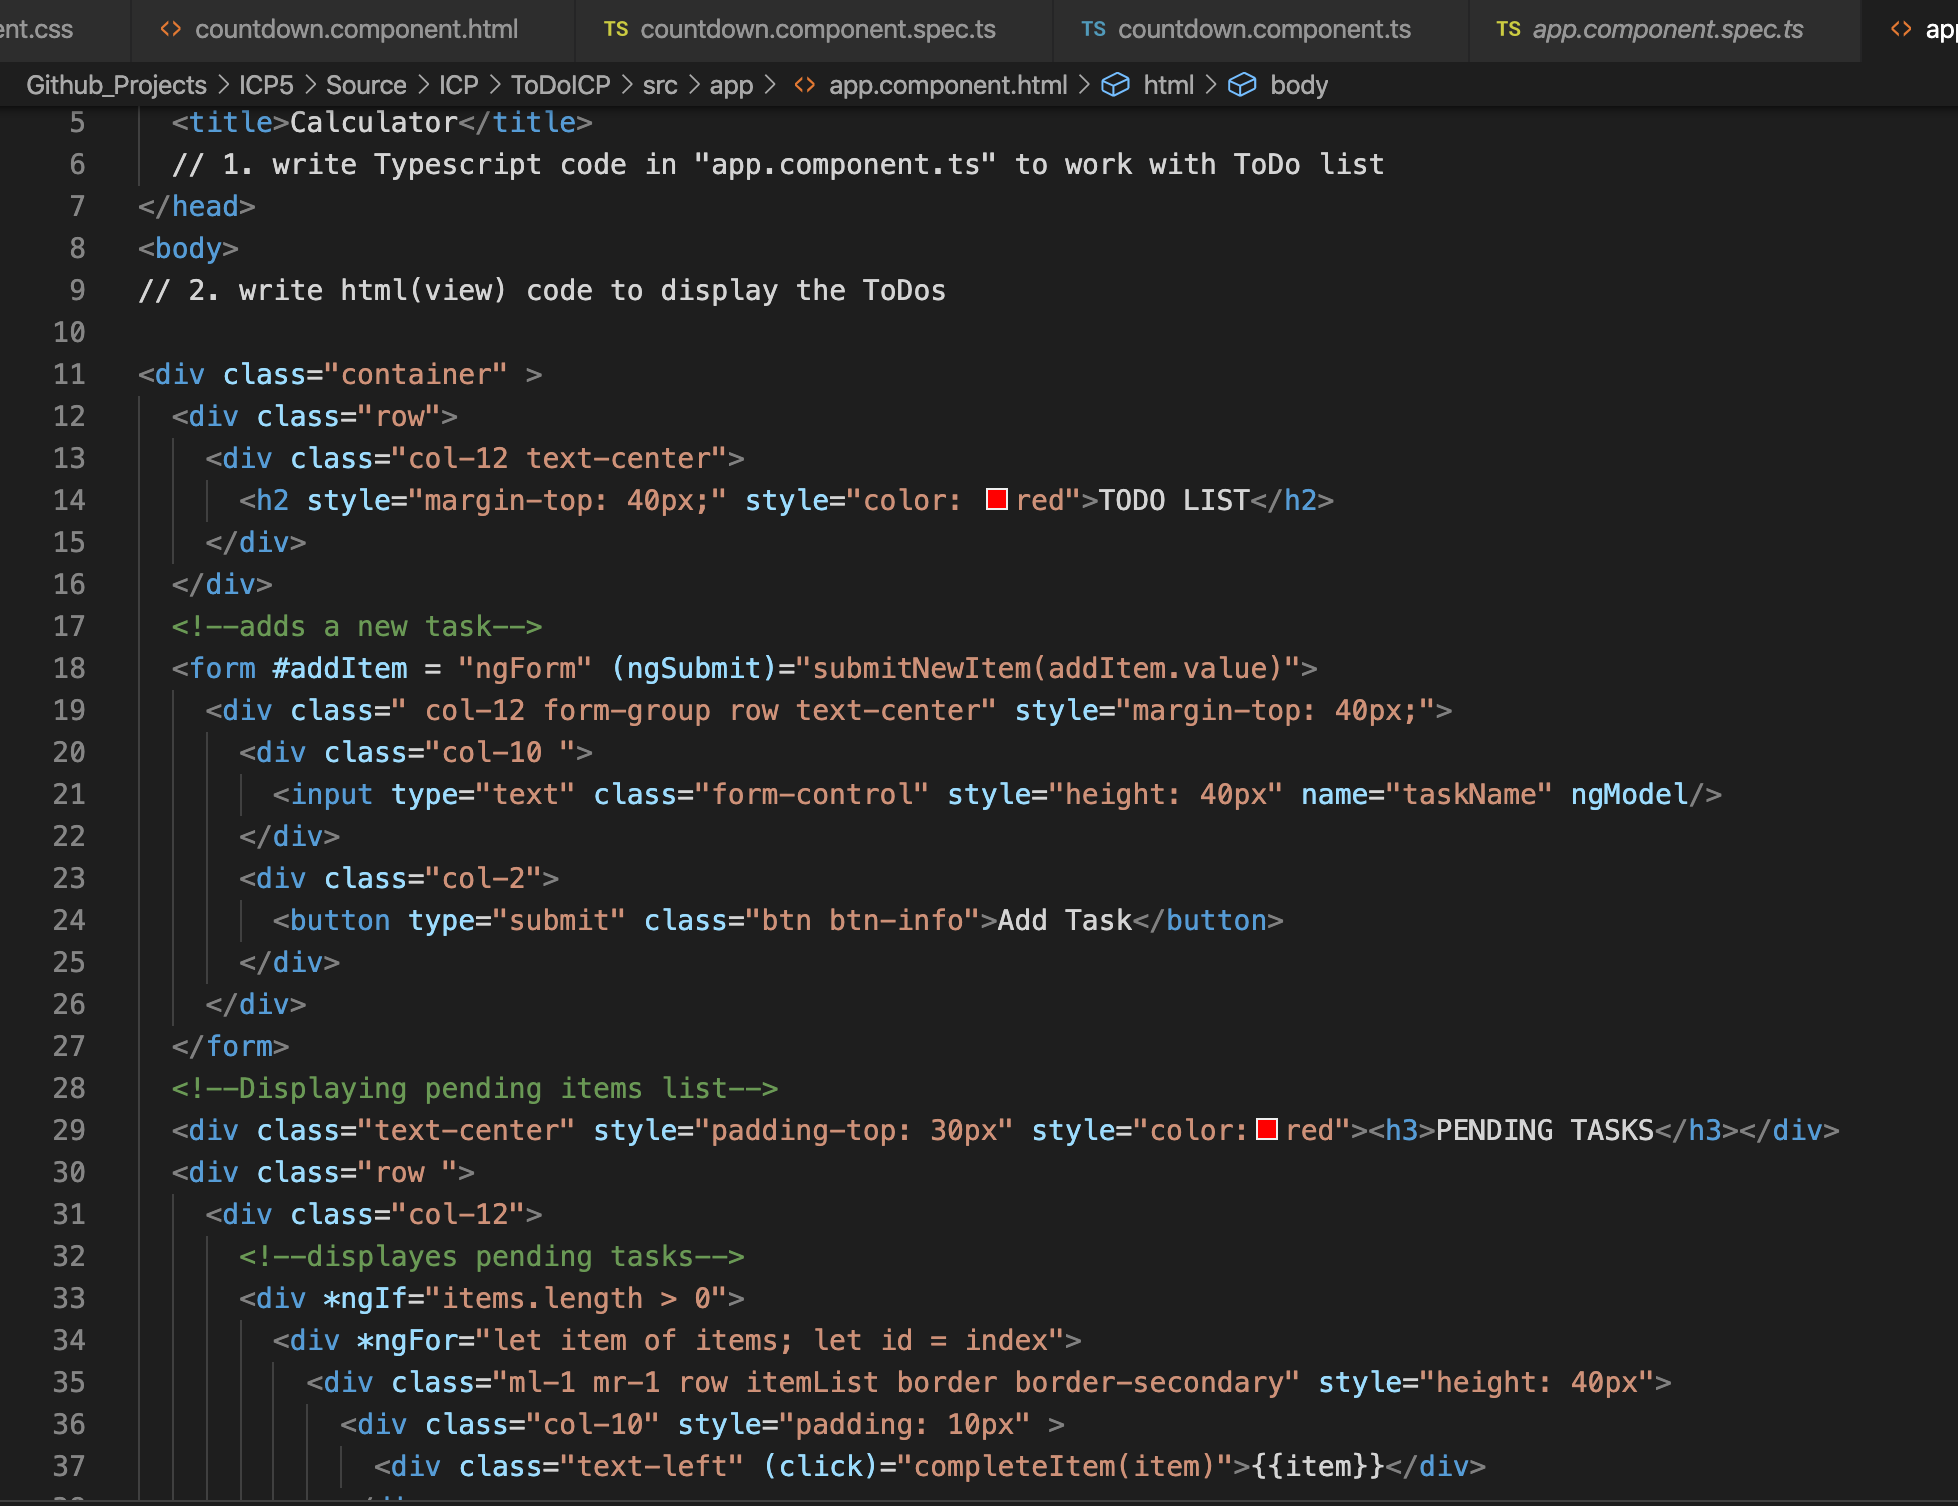 ent.css countdown.component.html TS countdown.component.spec.ts TS countdown.component.ts TS app.component.spec.ts app
Github_Projects > ICP5 > Source > ICP > ToDoICP > src > app > app.component.html > html > body
5 <title>Calculator</title>
6 // 1. write Typescript code in "app.component.ts" to work with ToDo list
7 </head>
8 <body>
9 // 2. write html(view) code to display the ToDos
10
11 <div class="container" >
12 <div class="row">
13 <div class="col-12 text-center">
14 <h2 style="margin-top: 40px;" style="color: red">TODO LIST</h2>
15 </div>
16 </div>
17 <!--adds a new task-->
18 <form #addItem = "ngForm" (ngSubmit)="submitNewItem(addItem.value)">
19 <div class=" col-12 form-group row text-center" style="margin-top: 40px;">
20 <div class="col-10 ">
21 <input type="text" class="form-control" style="height: 40px" name="taskName" ngModel/>
22 </div>
23 <div class="col-2">
24 <button type="submit" class="btn btn-info">Add Task</button>
25 </div>
26 </div>
27 </form>
28 <!--Displaying pending items list-->
29 <div class="text-center" style="padding-top: 30px" style="color:red"><h3>PENDING TASKS</h3></div>
30 <div class="row ">
31 <div class="col-12">
32 <!--displayes pending tasks-->
33 <div *ngIf="items.length > 0">
34 <div *ngFor="let item of items; let id = index">
35 <div class="ml-1 mr-1 row itemList border border-secondary" style="height: 40px">
36 <div class="col-10" style="padding: 10px" >
37 <div class="text-left" (click)="completeItem(item)">{{item}}</div>